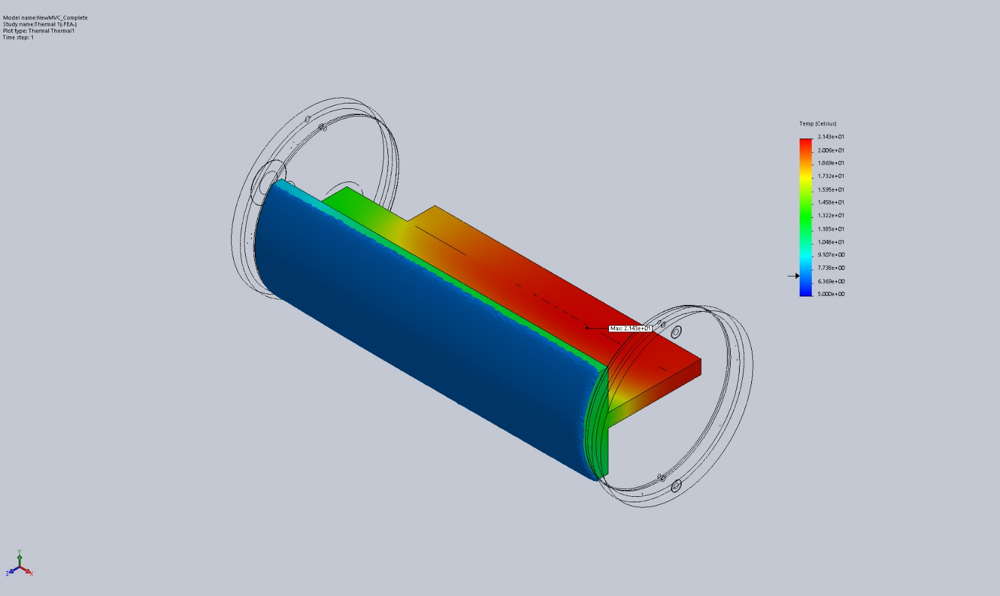 Model name:NewMVC_Complete
Study name:Thermal 1(-FEA-)
Plot type: Thermal Thermal1
Time step: 1
Temp (Celsius)
2.143e+01
2.006e+01
1.869e+01
1.732e+01
1.595e+01
1.458e+01
1.322e+01
1.185e+01
1.048e+01
9.107e+00
7.738e+00
6.369e+00
5.000e+00
Max: 2.143e+01
Y
Z
X